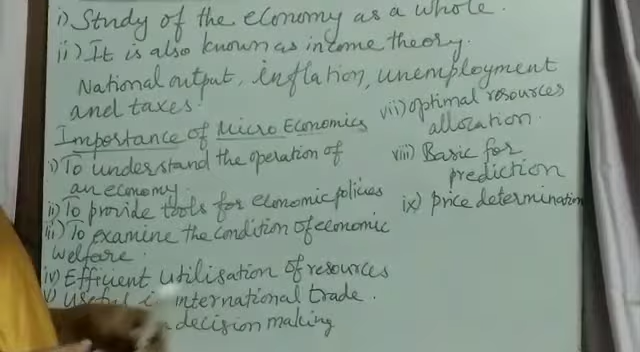 i) Study of the economy as a whole.
ii) It is also known as income theory.
National output, inflation, unemployment
and taxes.
Importance of Micro Economics
i) To understand the operation of
an economy.
ii) To provide tools for economic policies
iii) To examine the condition of economic
welfare.
iv) Efficient utilisation of resources
v) Useful international trade.
decision making
vii) optimal resources
allocation.
viii) Basic for
prediction
ix) price determination